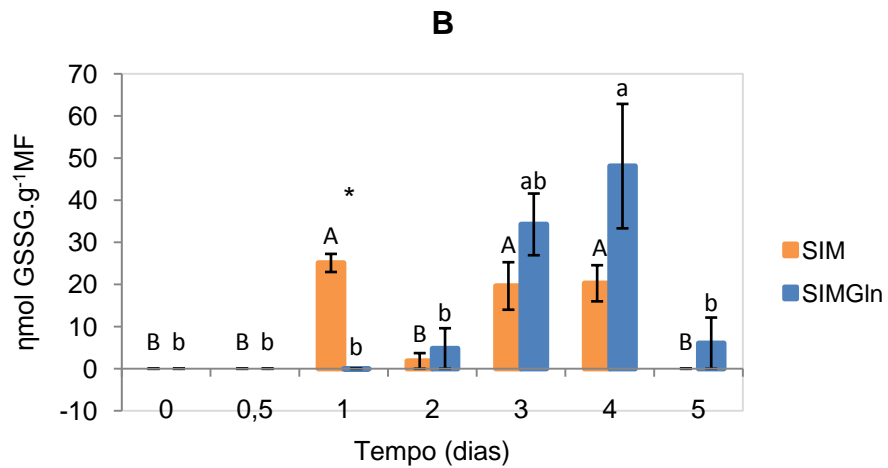 B
ηmol GSSG.g⁻¹MF
70
60
50
40
30
20
10
0
-10
B b B b A * b B b A ab A a B b
0 0,5 1 2 3 4 5
Tempo (dias)
SIM
SIMGln